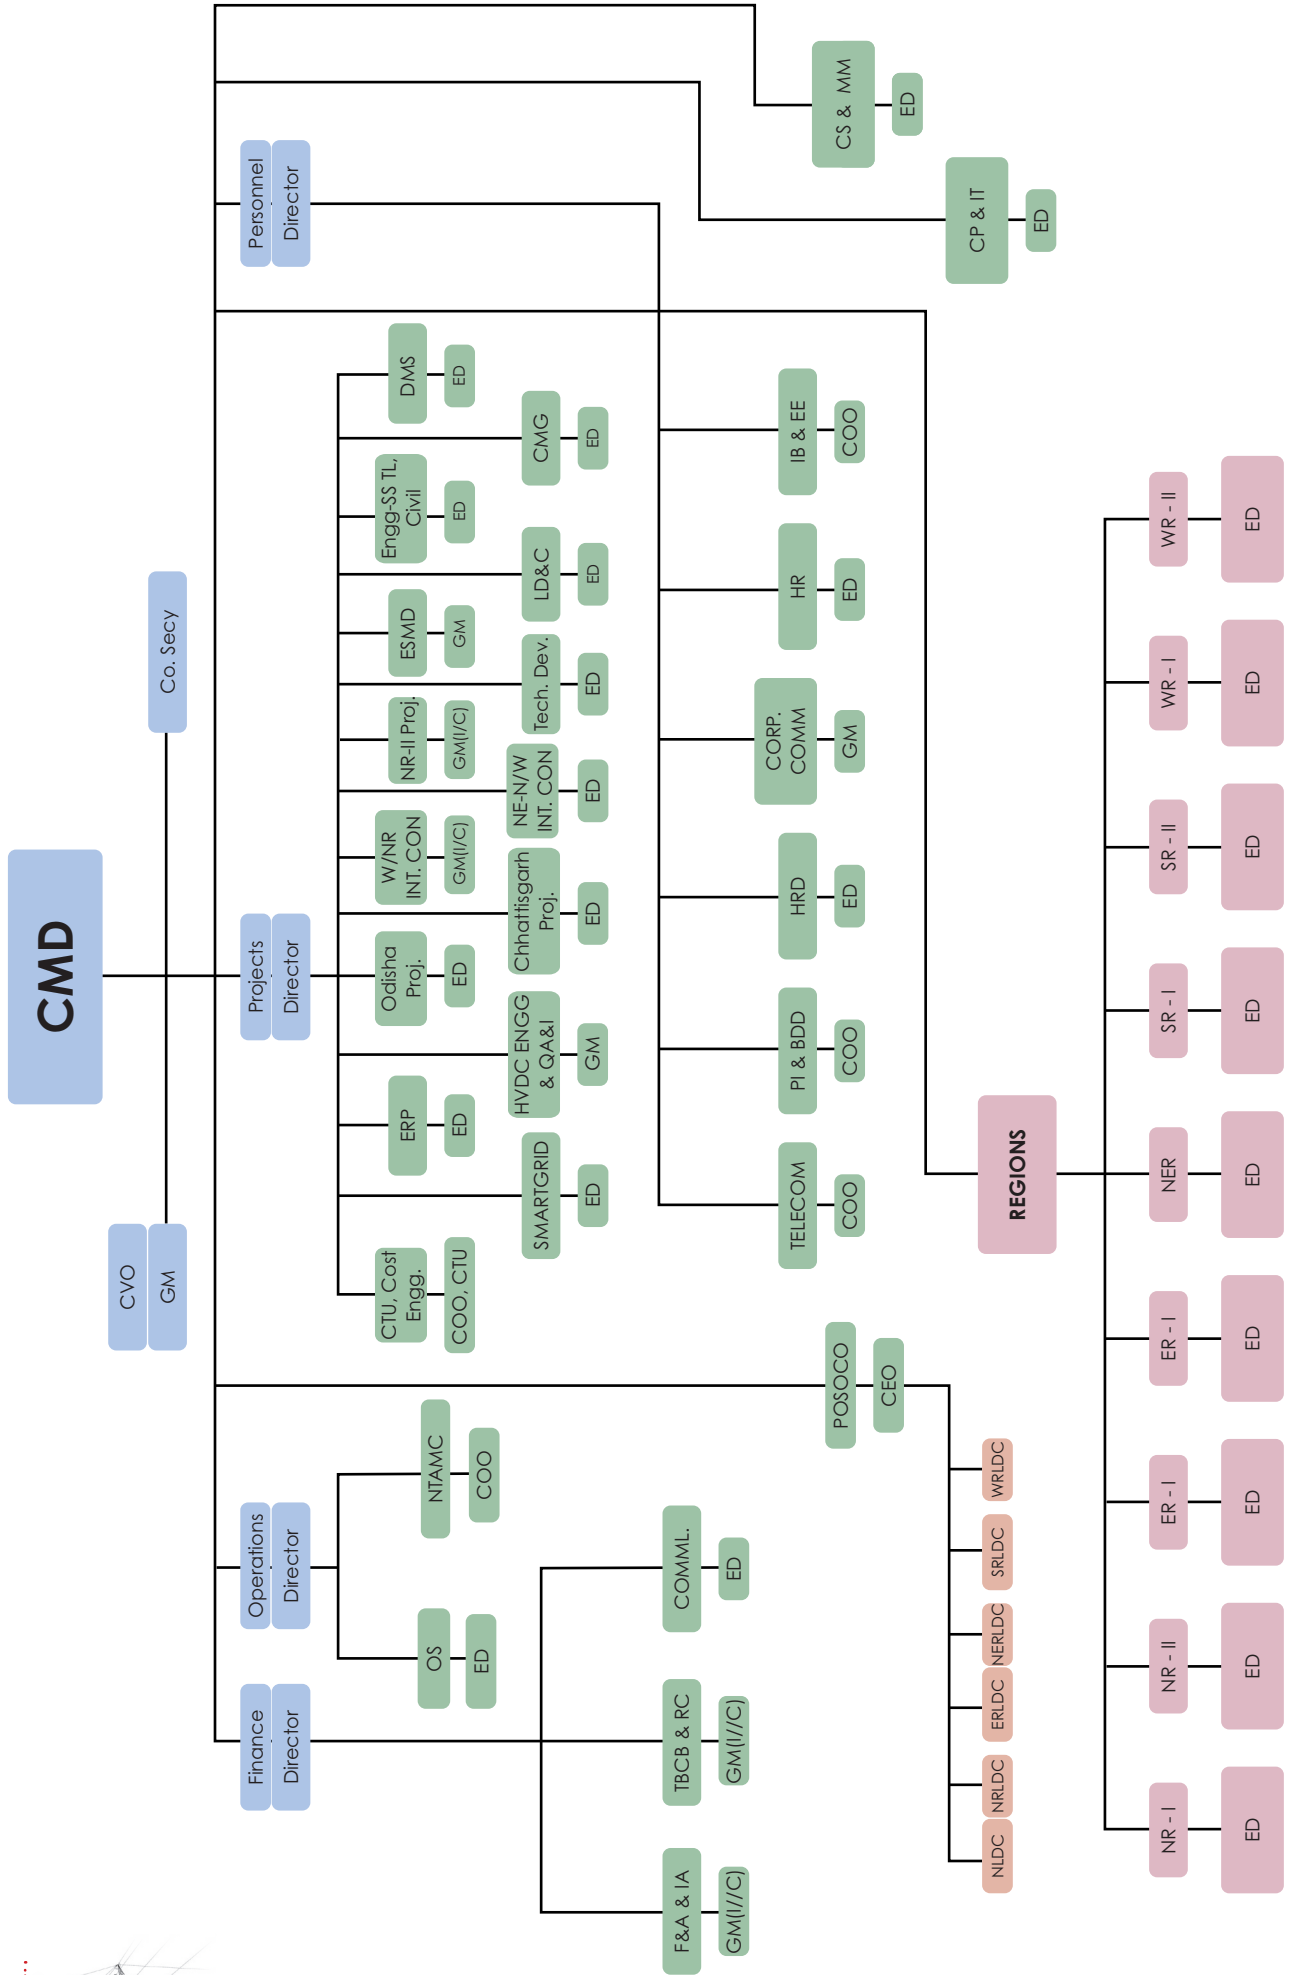 CMD
CVO
GM
Co. Secy
Finance
Director
Operations
Director
Projects
Director
Personnel
Director
OS
ED
NTAMC
COO
F&A & IA
GM(I//C)
TBCB & RC
GM(I//C)
COMML.
ED
CTU, Cost
Engg.
COO, CTU
ERP
ED
Odisha
Proj.
ED
W/NR
INT. CON
GM(I/C)
NR-II Proj.
GM(I/C)
ESMD
GM
Engg-SS TL,
Civil
ED
DMS
ED
SMARTGRID
ED
HVDC ENGG
& QA&I
GM
Chhattisgarh
Proj.
ED
NE-N/W
INT. CON
ED
Tech. Dev.
ED
LD&C
ED
CMG
ED
TELECOM
COO
PI & BDD
COO
HRD
ED
CORP.
COMM
GM
HR
ED
IB & EE
COO
CS & MM
ED
CP & IT
ED
POSOCO
CEO
NLDC
NRLDC
ERLDC
NERLDC
SRLDC
WRLDC
REGIONS
NR - I
ED
NR - II
ED
ER - I
ED
ER - I
ED
NER
ED
SR - I
ED
SR - II
ED
WR - I
ED
WR - II
ED